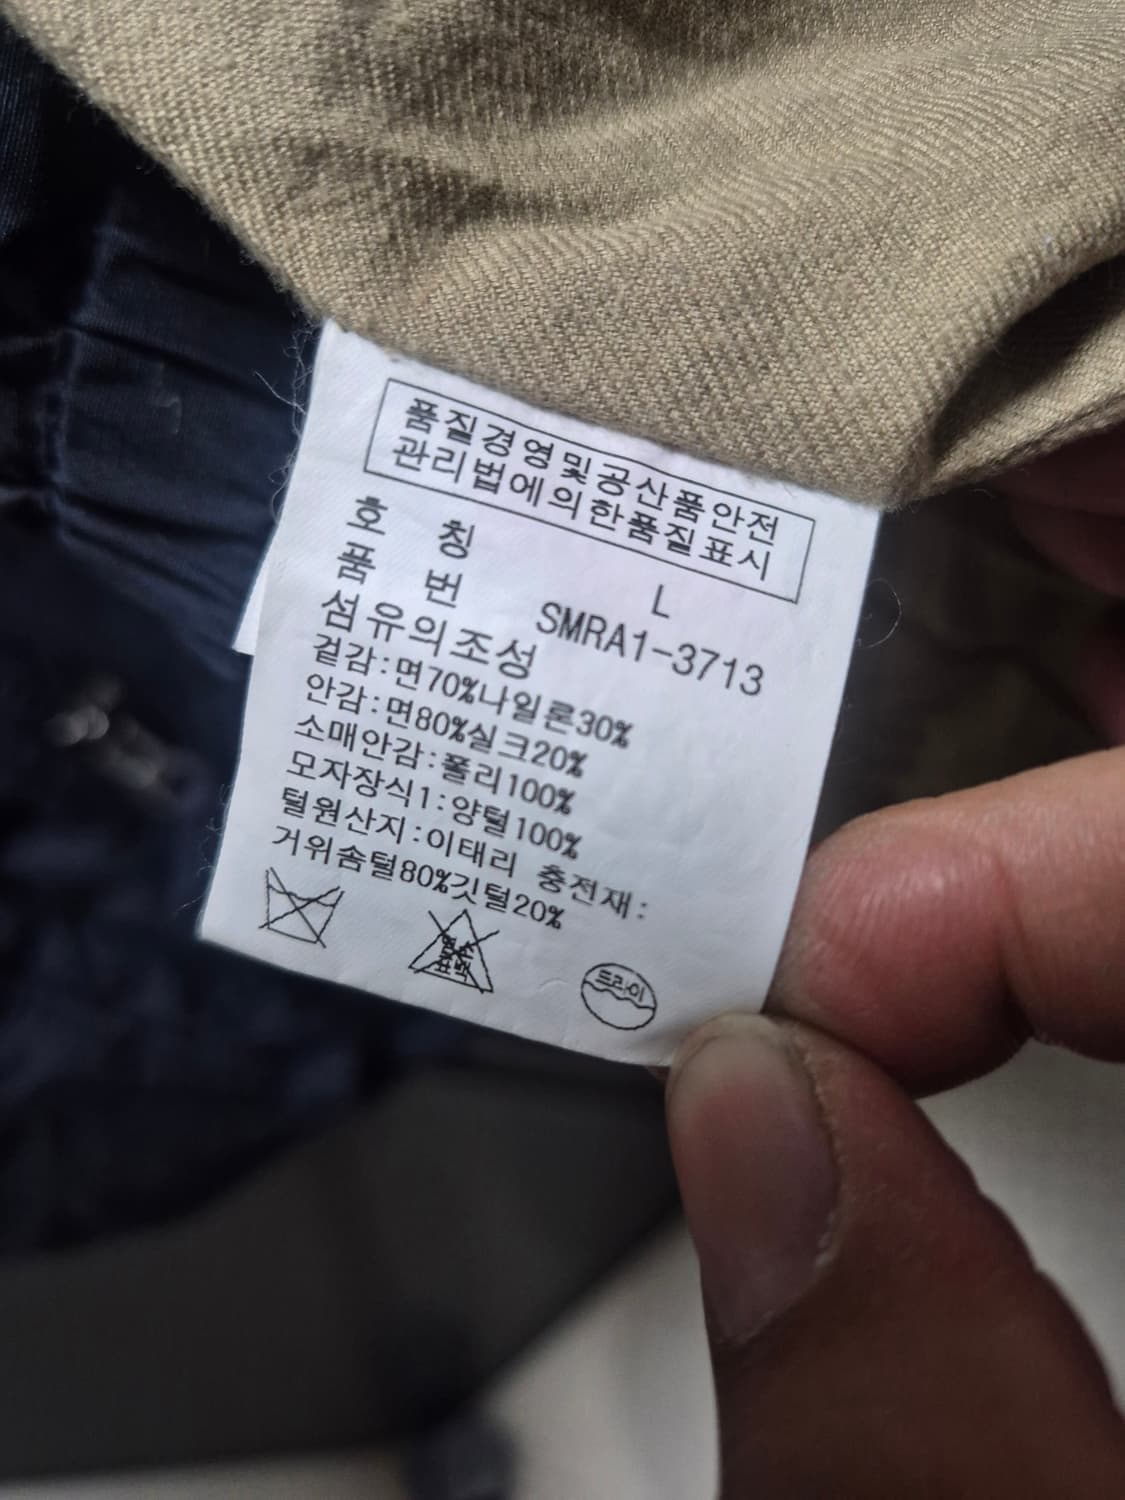 품질경영및공산품안전
관리법에의한품질표시
호 칭 L
품 번 SMRA1-3713
섬유의조성
겉감:면70%나일론30%
안감:면80%실크20%
소매안감:폴리100%
모자장식1:양털100%
털원산지:이태리 충전재:
거위솜털80%깃털20%
염소표백
드라이